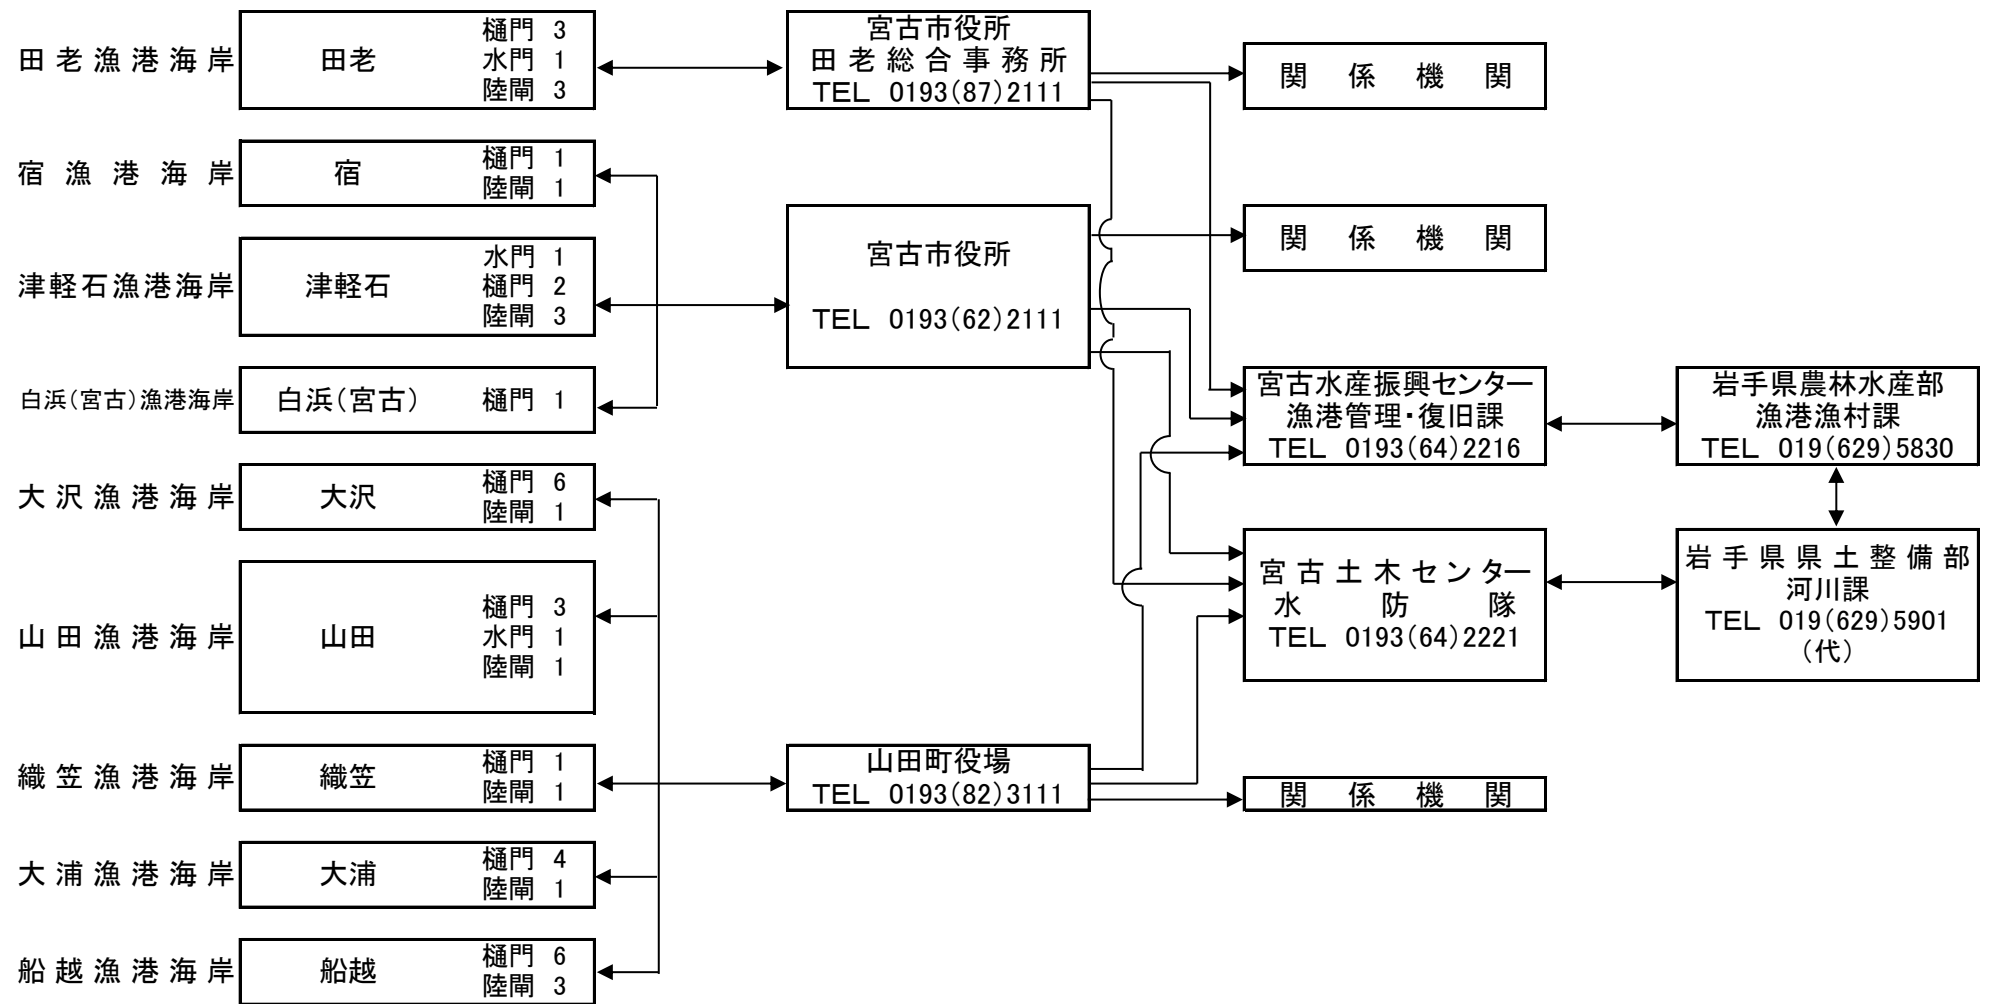 田老漁港海岸
田老
樋門 3
水門 1
陸閘 3
宮古市役所
田老総合事務所
TEL 0193(87)2111
関係機関
宿漁港海岸
宿
樋門 1
陸閘 1
津軽石漁港海岸
津軽石
水門 1
樋門 2
陸閘 3
宮古市役所
TEL 0193(62)2111
関係機関
白浜(宮古)漁港海岸
白浜(宮古)
樋門 1
宮古水産振興センター
漁港管理・復旧課
TEL 0193(64)2216
岩手県農林水産部
漁港漁村課
TEL 019(629)5830
大沢漁港海岸
大沢
樋門 6
陸閘 1
山田漁港海岸
山田
樋門 3
水門 1
陸閘 1
宮古土木センター
水防隊
TEL 0193(64)2221
岩手県県土整備部
河川課
TEL 019(629)5901
(代)
織笠漁港海岸
織笠
樋門 1
陸閘 1
山田町役場
TEL 0193(82)3111
関係機関
大浦漁港海岸
大浦
樋門 4
陸閘 1
船越漁港海岸
船越
樋門 6
陸閘 3